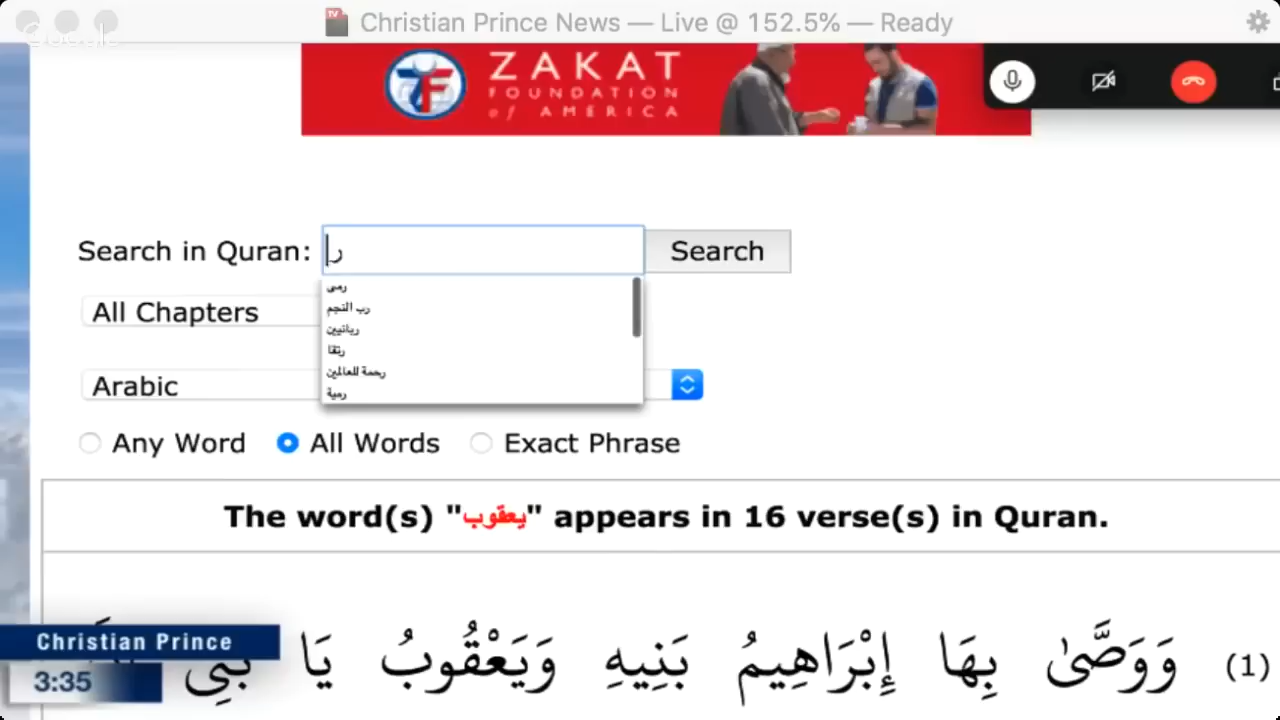 Christian Prince News — Live @ 152.5% — Ready
ZAKAT
FOUNDATION
of AMERICA
Search in Quran:
ر
Search
رمى
رب النجم
ربانيين
رتقا
رحمة للعالمين
رمية
All Chapters
Arabic
Any Word All Words Exact Phrase
The word(s) "يعقوب" appears in 16 verse(s) in Quran.
(1) وَوَصَّىٰ بِهَا إِبْرَاهِيمُ بَنِيهِ وَيَعْقُوبُ يَا بَنِيَّ
Christian Prince
3:35